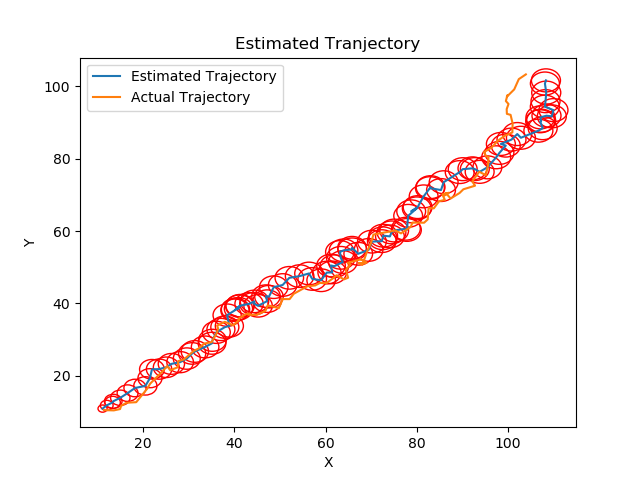 Estimated Tranjectory
Estimated Trajectory
Actual Trajectory
100
80
60
40
20
Y
20 40 60 80 100
X